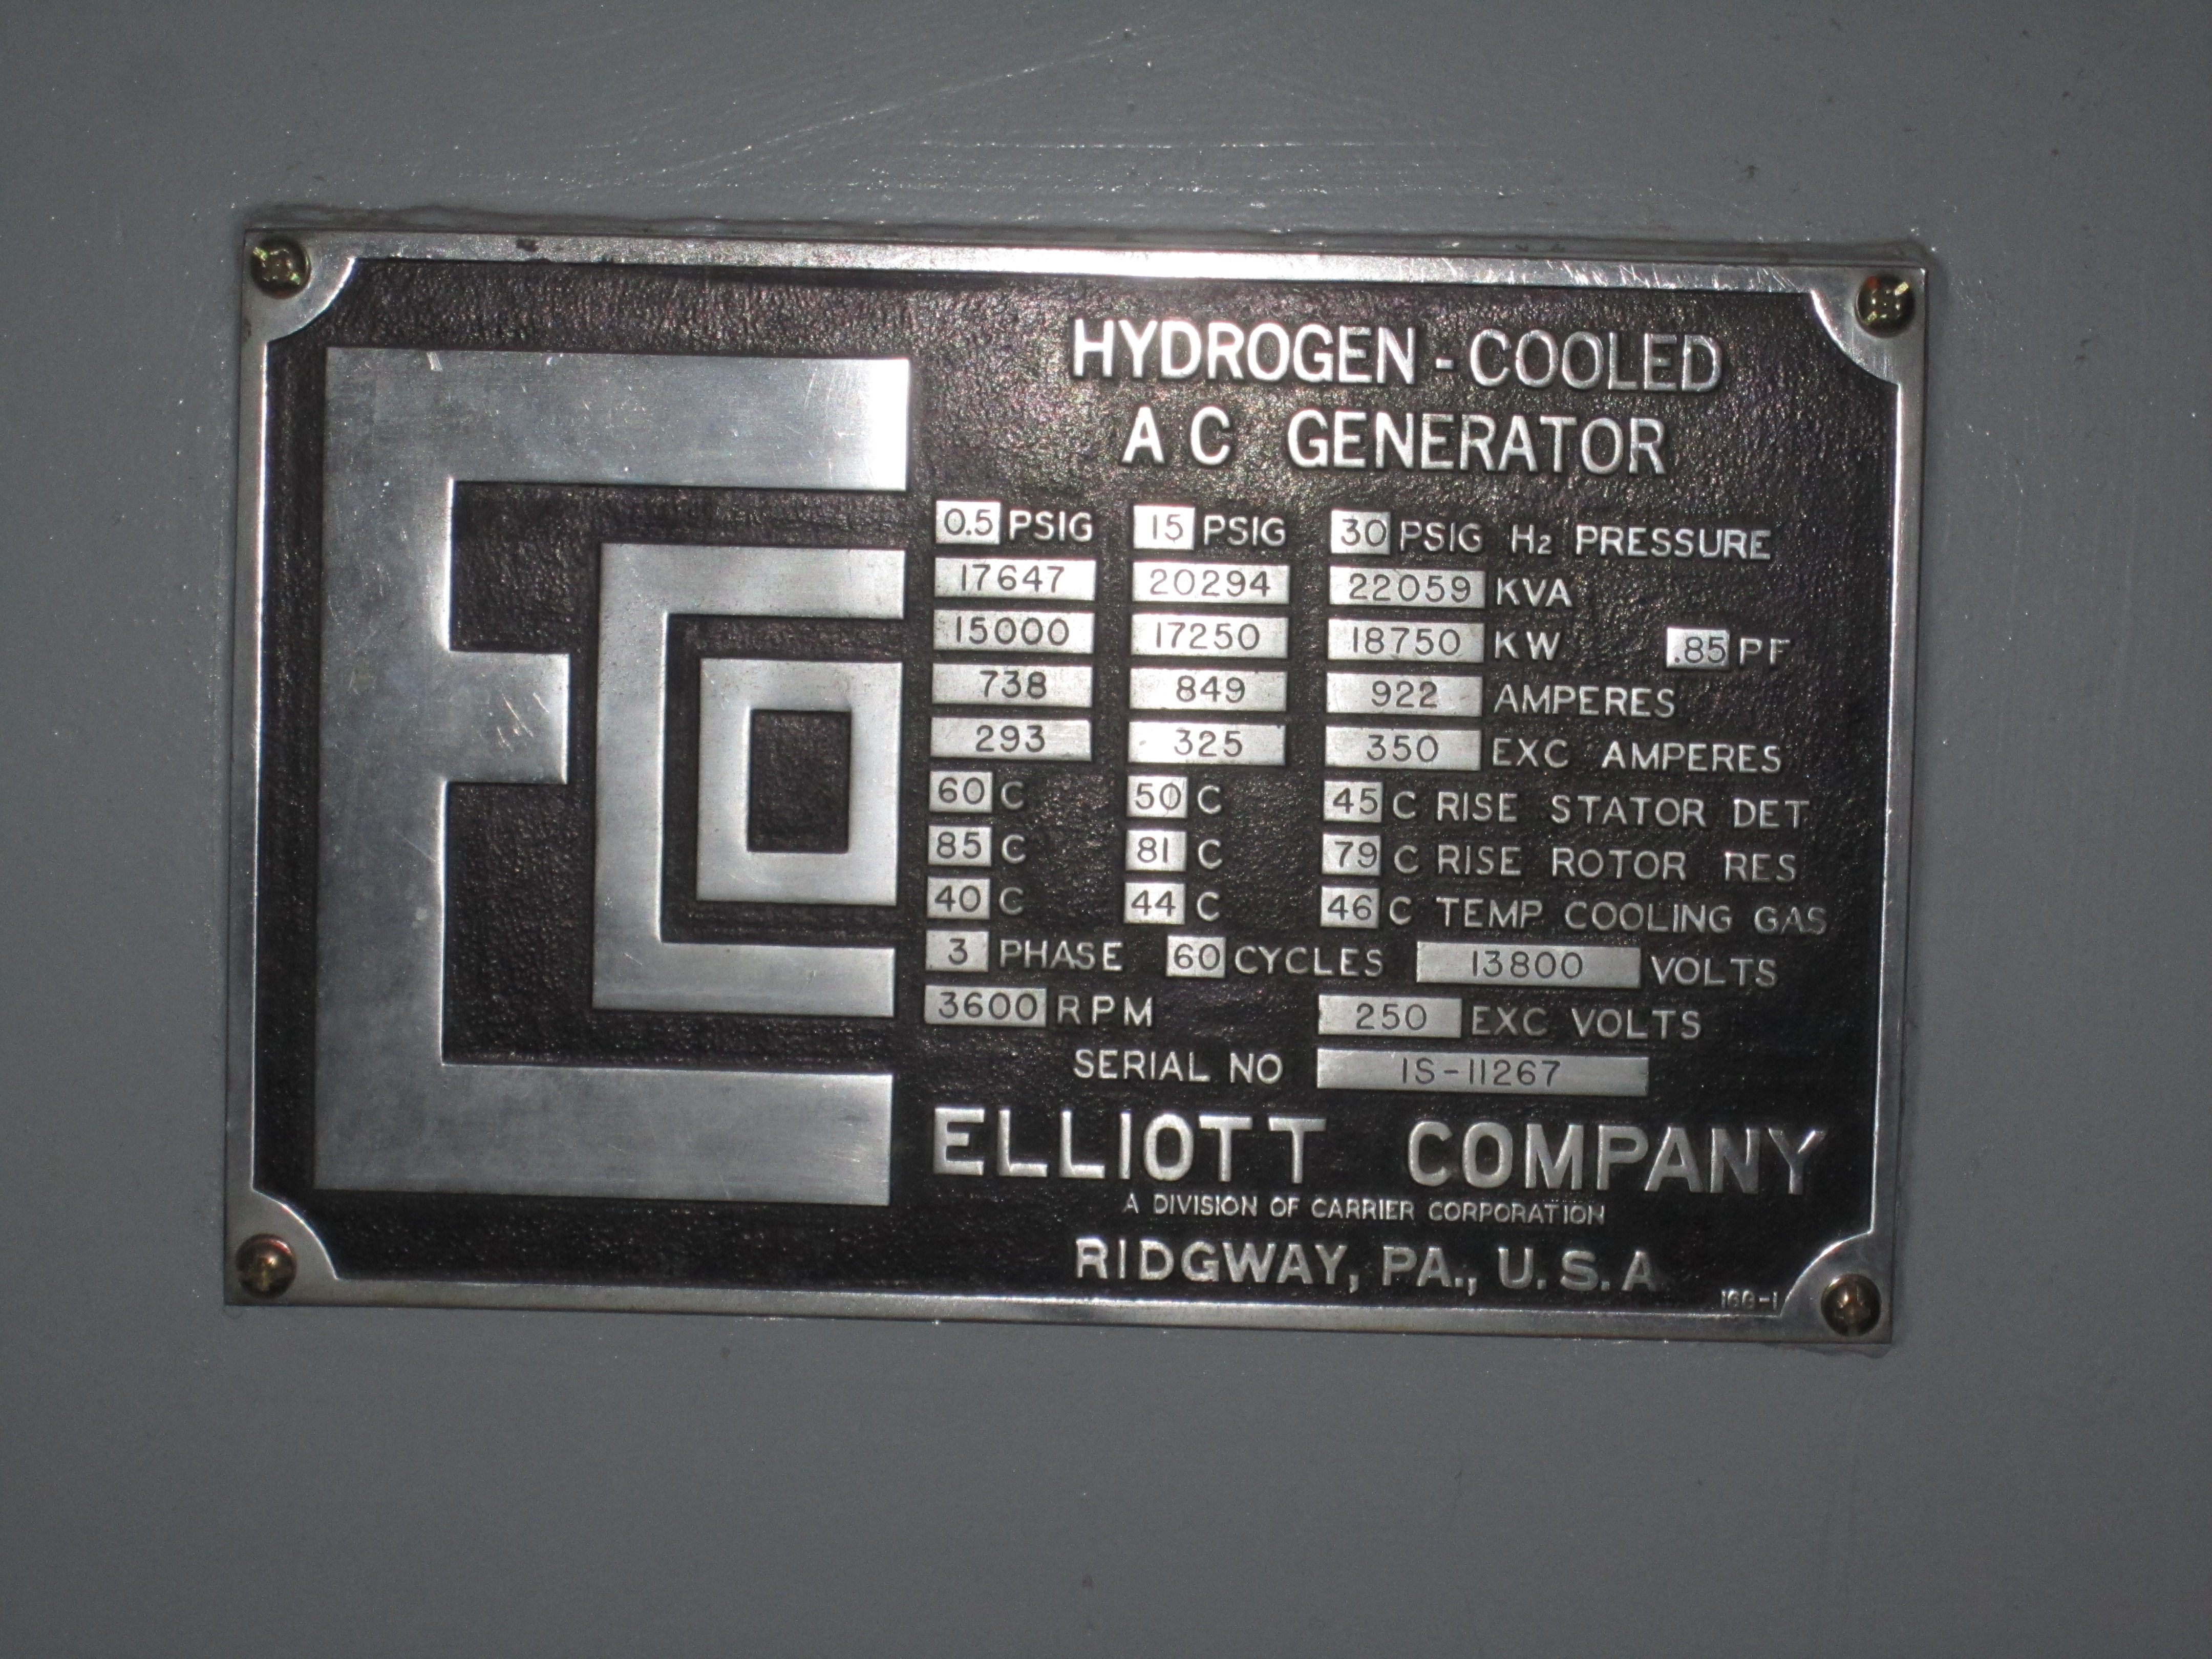 HYDROGEN-COOLED
AC GENERATOR
0.5 PSIG 15 PSIG 30 PSIG H2 PRESSURE
17647 20294 22059 KVA
15000 17250 18750 KW .85 PF
738 849 922 AMPERES
293 325 350 EXC AMPERES
60 C 50 C 45 C RISE STATOR DET
85 C 81 C 79 C RISE ROTOR RES
40 C 44 C 46 C TEMP COOLING GAS
3 PHASE 60 CYCLES 13800 VOLTS
3600 RPM 250 EXC VOLTS
SERIAL NO 1S-11267
ELLIOTT COMPANY
A DIVISION OF CARRIER CORPORATION
RIDGWAY, PA., U.S.A